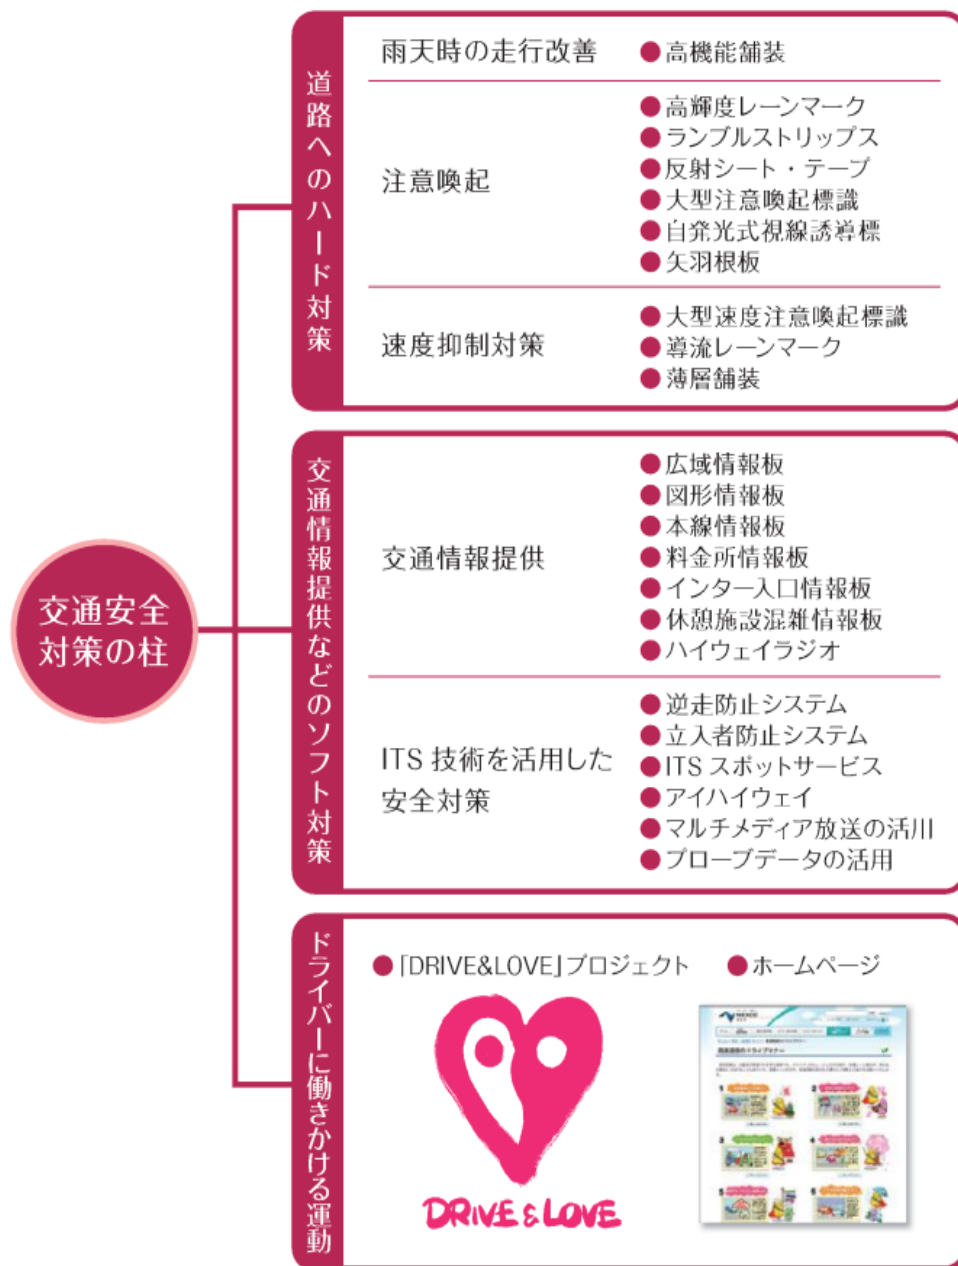 交通安全
対策の柱
道路へのハード対策
雨天時の走行改善
●高機能舗装
注意喚起
●高輝度レーンマーク
●ランブルストリップス
●反射シート・テープ
●大型注意喚起標識
●自発光式視線誘導標
●矢羽根板
速度抑制対策
●大型速度注意喚起標識
●導流レーンマーク
●薄層舗装
交通情報提供などのソフト対策
交通情報提供
●広域情報板
●図形情報板
●本線情報板
●料金所情報板
●インター入口情報板
●休憩施設混雑情報板
●ハイウェイラジオ
ITS 技術を活用した
安全対策
●逆走防止システム
●立入者防止システム
●ITS スポットサービス
●アイハイウェイ
●マルチメディア放送の活川
●プローブデータの活用
ドライバーに働きかける運動
●「DRIVE&LOVE」プロジェクト
●ホームページ
DRIVE & LOVE
NEXCO
1
2
3
4
5
6